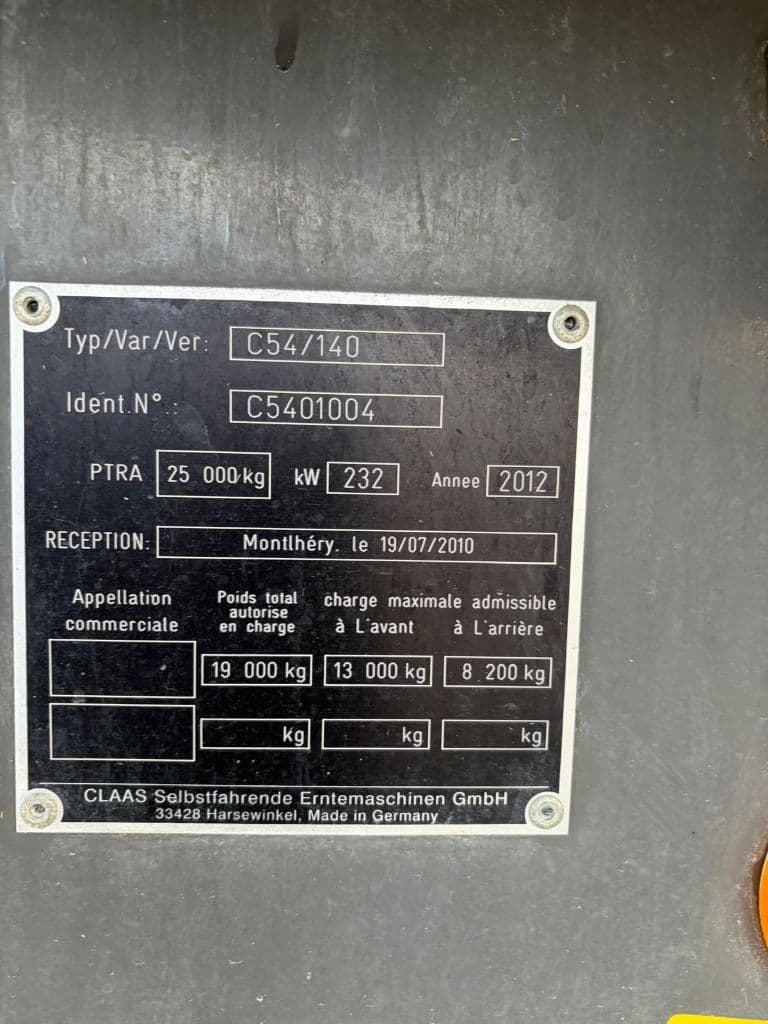 Typ/Var/Ver: C54/140
Ident.N°.: C5401004
PTRA 25 000 kg kW 232 Annee 2012
RECEPTION: Montlhéry, le 19/07/2010
Appellation commerciale
Poids total autorise en charge
charge maximale admissible
à L'avant à L'arrière
19 000 kg 13 000 kg 8 200 kg
kg kg kg
CLAAS Selbstfahrende Erntemaschinen GmbH
33428 Harsewinkel, Made in Germany